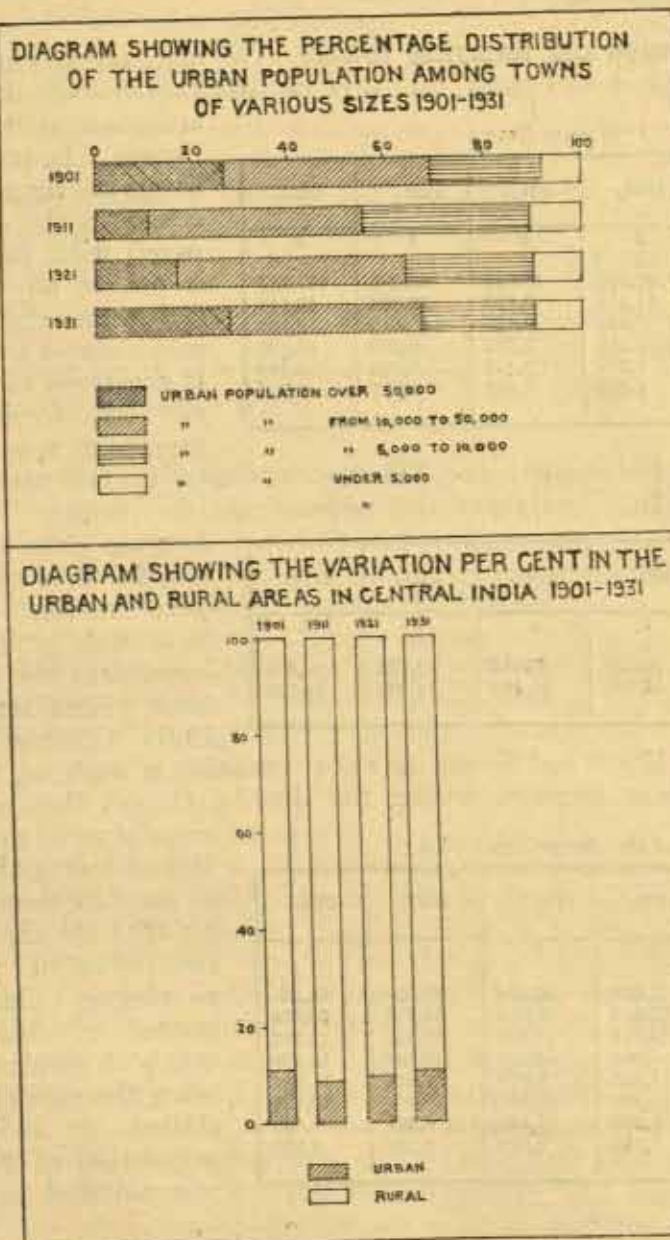 DIAGRAM SHOWING THE PERCENTAGE DISTRIBUTION
OF THE URBAN POPULATION AMONG TOWNS
OF VARIOUS SIZES 1901-1931
0 20 40 60 80 100
1901
1911
1921
1931
URBAN POPULATION OVER 50,000
" " FROM 10,000 TO 50,000
" " " 5,000 TO 10,000
" " UNDER 5,000
"
DIAGRAM SHOWING THE VARIATION PER CENT IN THE
URBAN AND RURAL AREAS IN CENTRAL INDIA 1901-1931
1901 1911 1921 1931
100
80
60
40
20
0
URBAN
RURAL